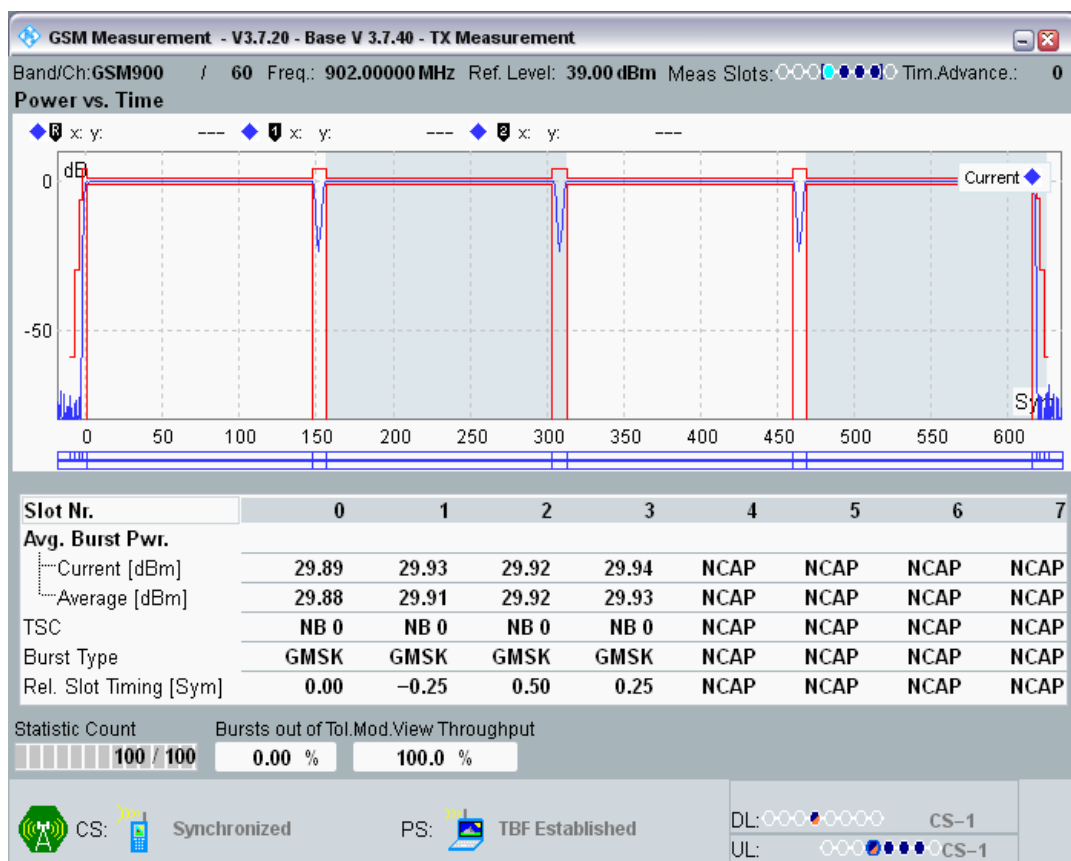 GSM Measurement - V3.7.20 - Base V 3.7.40 - TX Measurement
Band/Ch:GSM900 / 60 Freq.: 902.00000 MHz Ref. Level: 39.00 dBm Meas Slots: Tim.Advance.: 0
Power vs. Time
R x: y: --- 1 x: y: --- 2 x: y: ---
dB
Current
0
-50
Sym
0 50 100 150 200 250 300 350 400 450 500 550 600
Slot Nr. 0 1 2 3 4 5 6 7
Avg. Burst Pwr.
Current [dBm] 29.89 29.93 29.92 29.94 NCAP NCAP NCAP NCAP
Average [dBm] 29.88 29.91 29.92 29.93 NCAP NCAP NCAP NCAP
TSC NB 0 NB 0 NB 0 NB 0 NCAP NCAP NCAP NCAP
Burst Type GMSK GMSK GMSK GMSK NCAP NCAP NCAP NCAP
Rel. Slot Timing [Sym] 0.00 −0.25 0.50 0.25 NCAP NCAP NCAP NCAP
Statistic Count Bursts out of Tol. Mod.View Throughput
100 / 100 0.00 % 100.0 %
CS: Synchronized PS: TBF Established
DL: CS−1
UL: CS−1